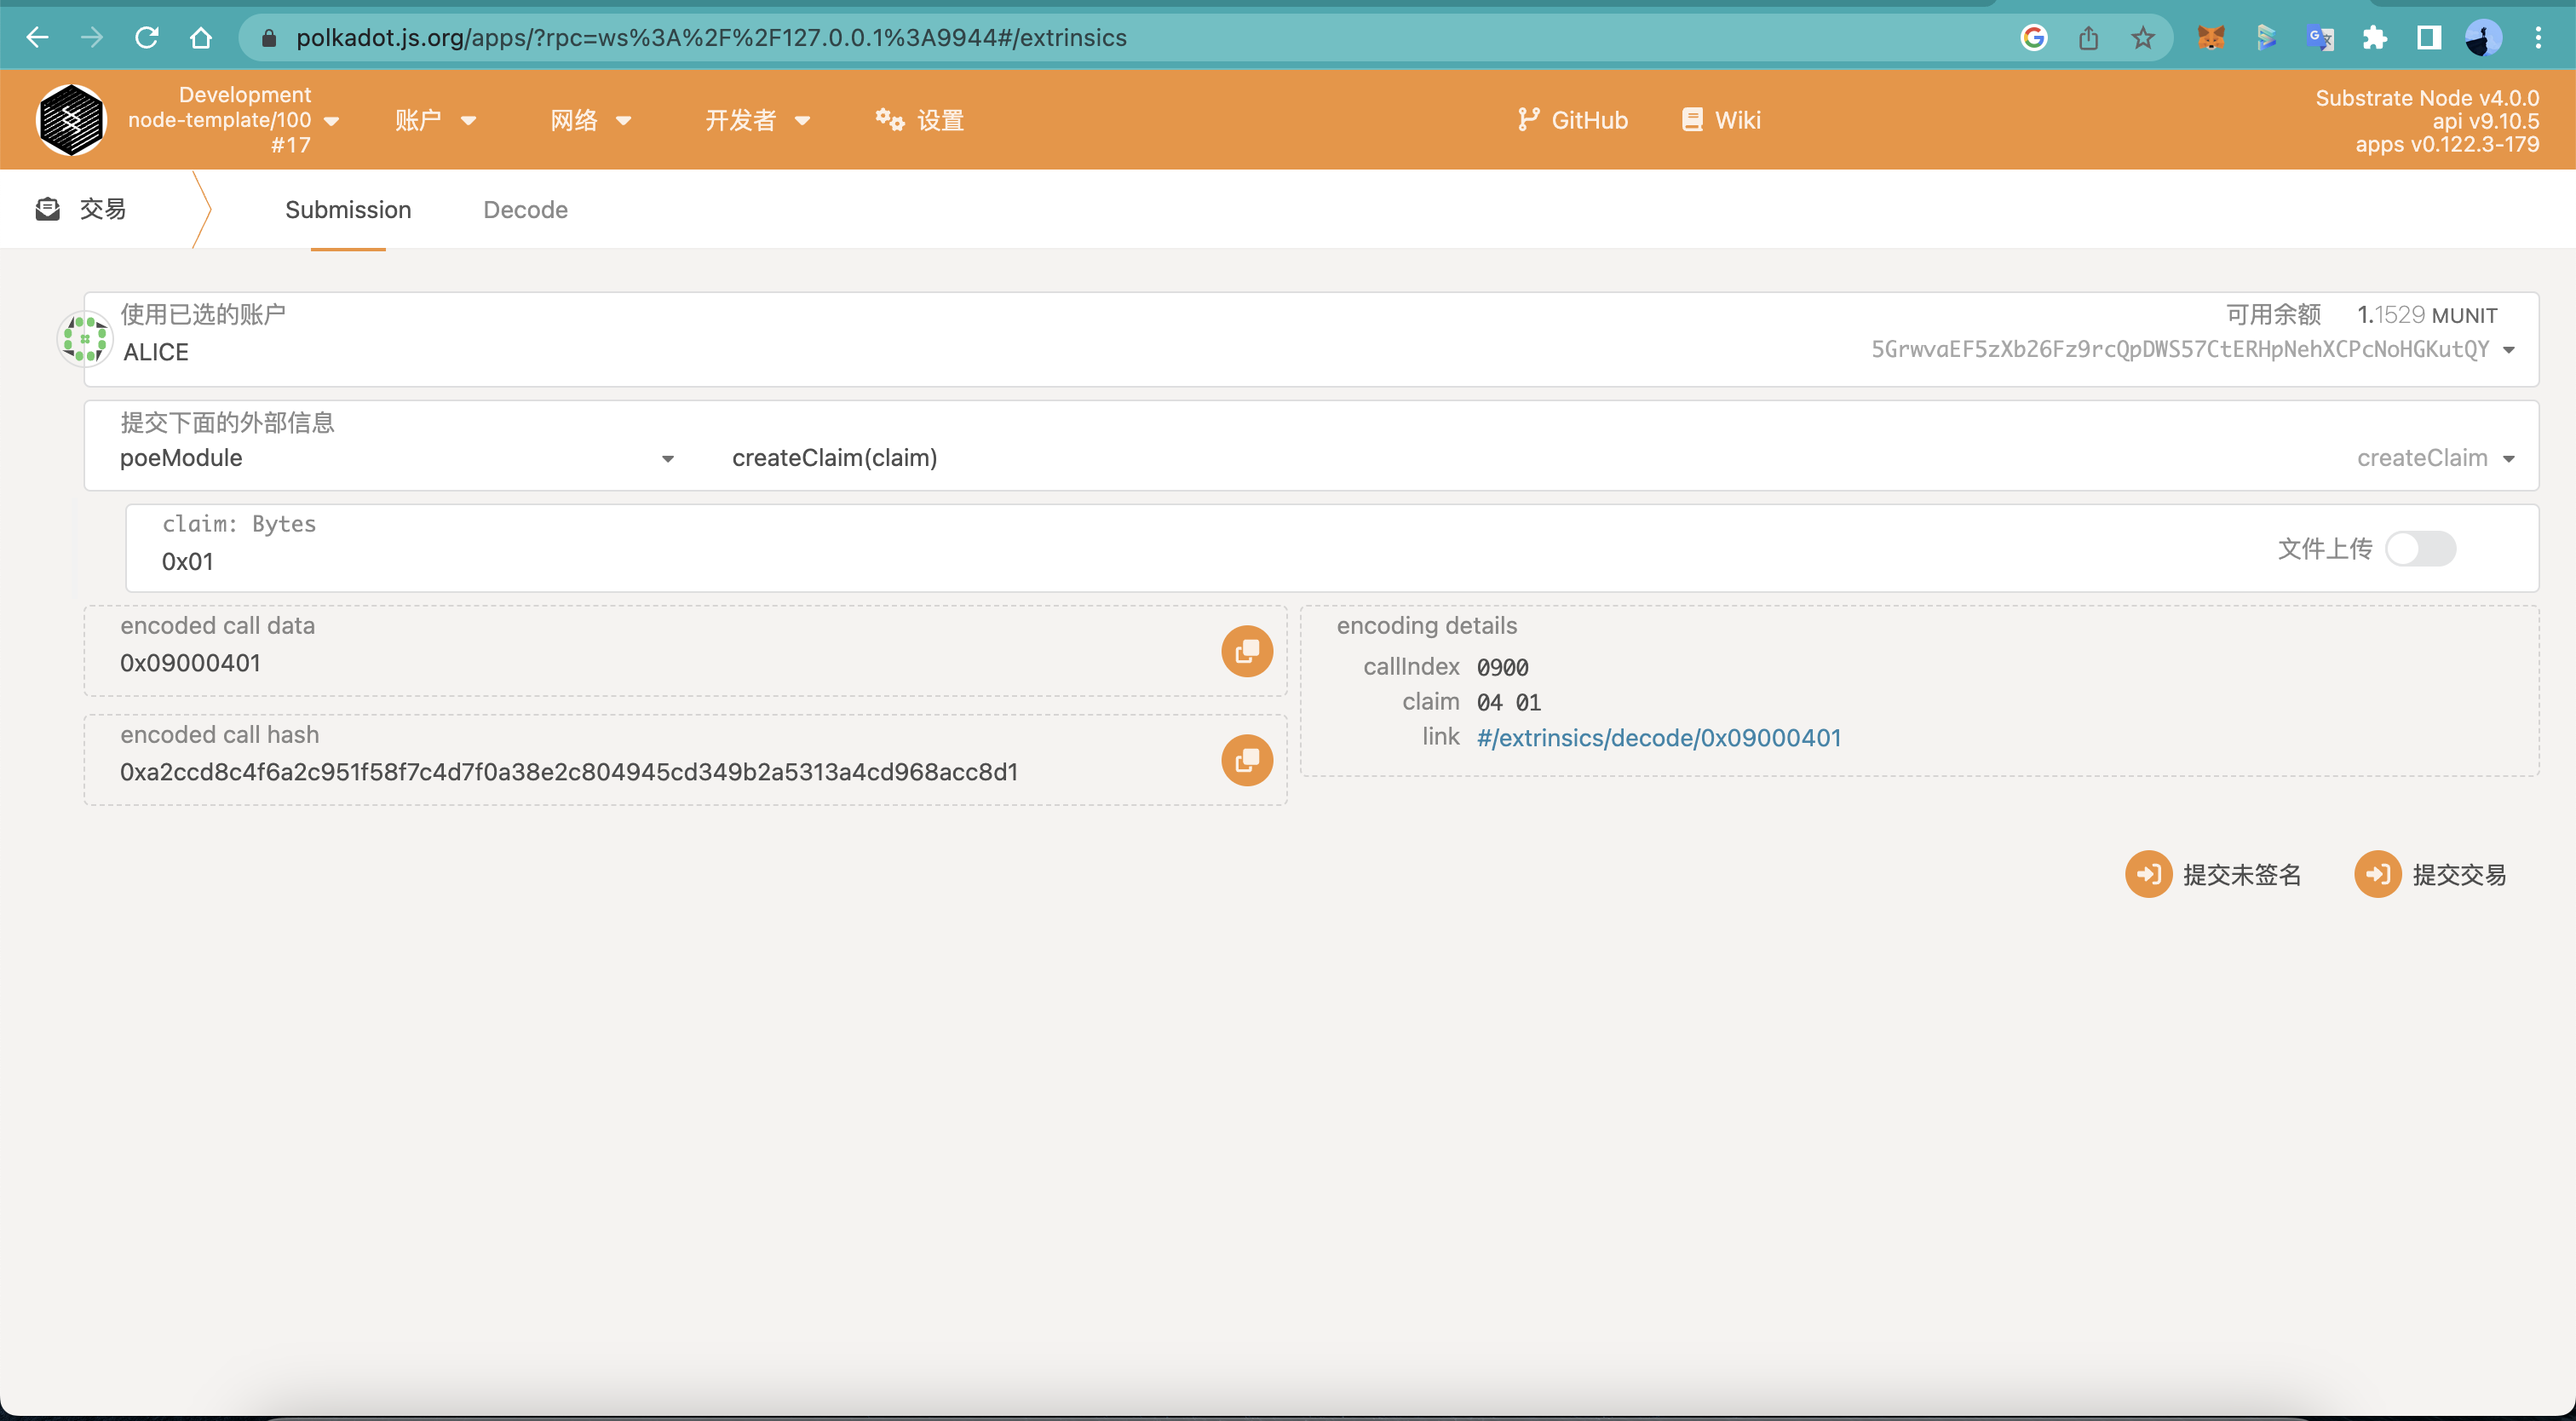 polkadot.js.org/apps/?rpc=ws%3A%2F%2F127.0.0.1%3A9944#/extrinsics
Development
node-template/100
#17
账户
网络
开发者
设置
GitHub
Wiki
Substrate Node v4.0.0
api v9.10.5
apps v0.122.3-179
交易
Submission
Decode
使用已选的账户
ALICE
可用余额 1.1529 MUNIT
5GrwvaEF5zXb26Fz9rcQpDWS57CtERHpNehXCPcNoHGKutQY
提交下面的外部信息
poeModule
createClaim(claim)
createClaim
claim: Bytes
0x01
文件上传
encoded call data
0x09000401
encoding details
callIndex 0900
claim 04 01
link #/extrinsics/decode/0x09000401
encoded call hash
0xa2ccd8c4f6a2c951f58f7c4d7f0a38e2c804945cd349b2a5313a4cd968acc8d1
提交未签名
提交交易